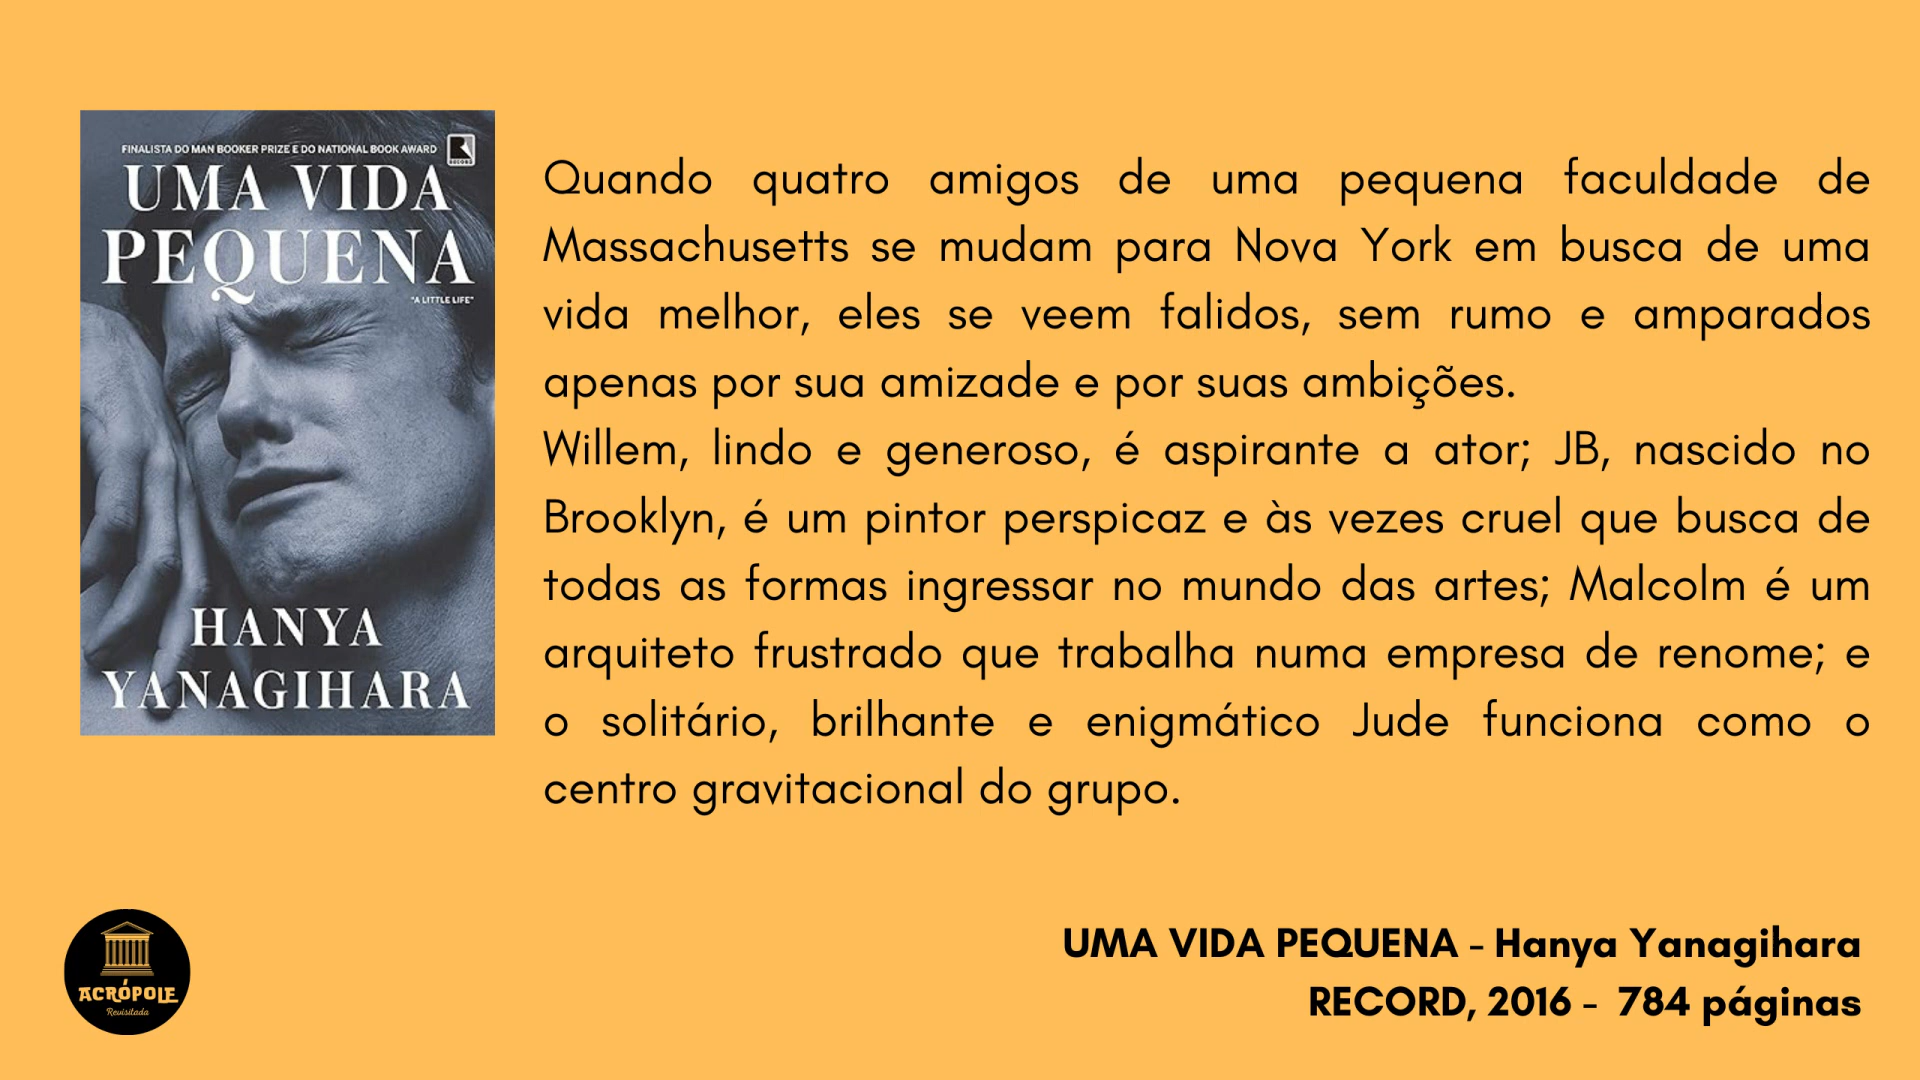 FINALISTA DO MAN BOOKER PRIZE E DO NATIONAL BOOK AWARD
RECORD
UMA VIDA
PEQUENA
"A LITTLE LIFE"
HANYA
YANAGIHARA
Quando quatro amigos de uma pequena faculdade de
Massachusetts se mudam para Nova York em busca de uma
vida melhor, eles se veem falidos, sem rumo e amparados
apenas por sua amizade e por suas ambições.
Willem, lindo e generoso, é aspirante a ator; JB, nascido no
Brooklyn, é um pintor perspicaz e às vezes cruel que busca de
todas as formas ingressar no mundo das artes; Malcolm é um
arquiteto frustrado que trabalha numa empresa de renome; e
o solitário, brilhante e enigmático Jude funciona como o
centro gravitacional do grupo.
ACRÓPOLE
Revisitada
UMA VIDA PEQUENA - Hanya Yanagihara
RECORD, 2016 - 784 páginas